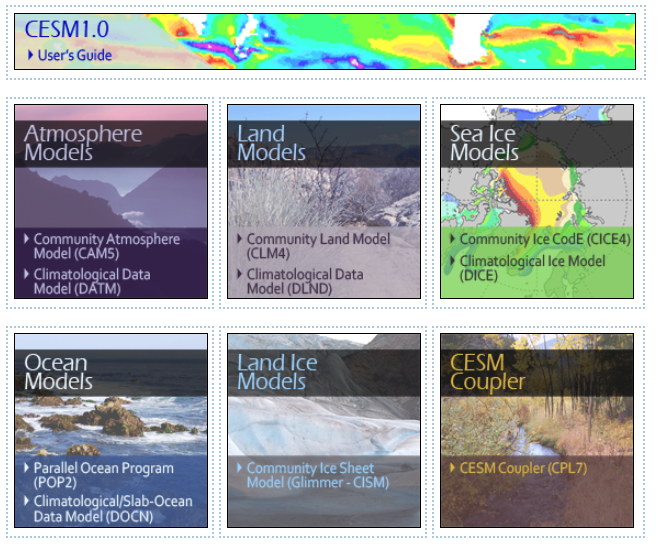 CESM1.0
User's Guide
Atmosphere
Models
Community Atmosphere
Model (CAM5)
Climatological Data
Model (DATM)
Land
Models
Community Land Model
(CLM4)
Climatological Data
Model (DLND)
Sea Ice
Models
Community Ice CodE (CICE4)
Climatological Ice Model
(DICE)
Ocean
Models
Parallel Ocean Program
(POP2)
Climatological/Slab-Ocean
Data Model (DOCN)
Land Ice
Models
Community Ice Sheet
Model (Glimmer - CISM)
CESM
Coupler
CESM Coupler (CPL7)